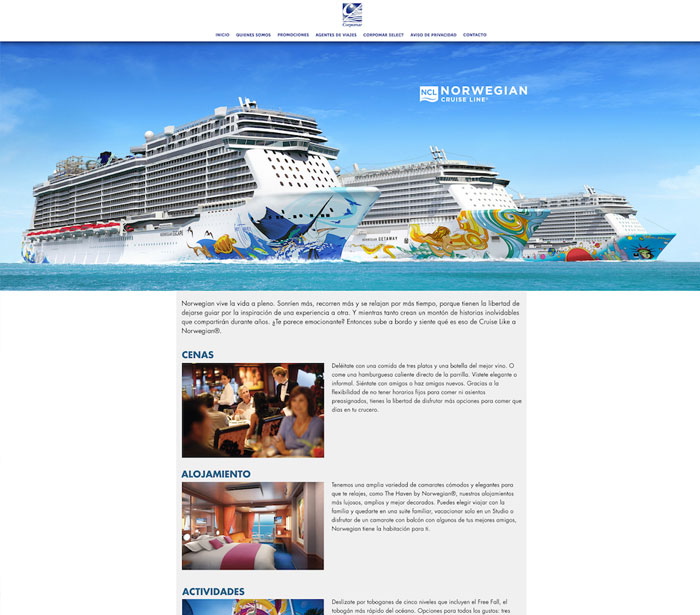 Corpomar
INICIO QUIENES SOMOS PROMOCIONES AGENTES DE VIAJES CORPOMAR SELECT AVISO DE PRIVACIDAD CONTACTO
NCL NORWEGIAN
CRUISE LINE®
NORWEGIAN GETAWAY
Norwegian vive la vida a pleno. Sonríen más, recorren más y se relajan por más tiempo, porque tienen la libertad de
dejarse guiar por la inspiración de una experiencia a otra. Y mientras tanto crean un montón de historias inolvidables
que compartirán durante años. ¿Te parece emocionante? Entonces sube a bordo y siente qué es eso de Cruise Like a
Norwegian®.
CENAS
Deléitate con una comida de tres platos y una botella del mejor vino. O
come una hamburguesa caliente directo de la parrilla. Vístete elegante o
informal. Siéntate con amigos o haz amigos nuevos. Gracias a la
flexibilidad de no tener horarios fijos para comer ni asientos
preasignados, tienes la libertad de disfrutar más opciones para comer que
días en tu crucero.
ALOJAMIENTO
Tenemos una amplia variedad de camarotes cómodos y elegantes para
que te relajes, como The Haven by Norwegian®, nuestros alojamientos
más lujosos, amplios y mejor decorados. Puedes elegir viajar con la
familia y quedarte en una suite familiar, vacacionar solo en un Studio o
disfrutar de un camarote con balcón con algunos de tus mejores amigos,
Norwegian tiene la habitación para ti.
ACTIVIDADES
Deslízate por toboganes de cinco niveles que incluyen el Free Fall, el
tobogán más rápido del océano. Opciones para todos los gustos: tres